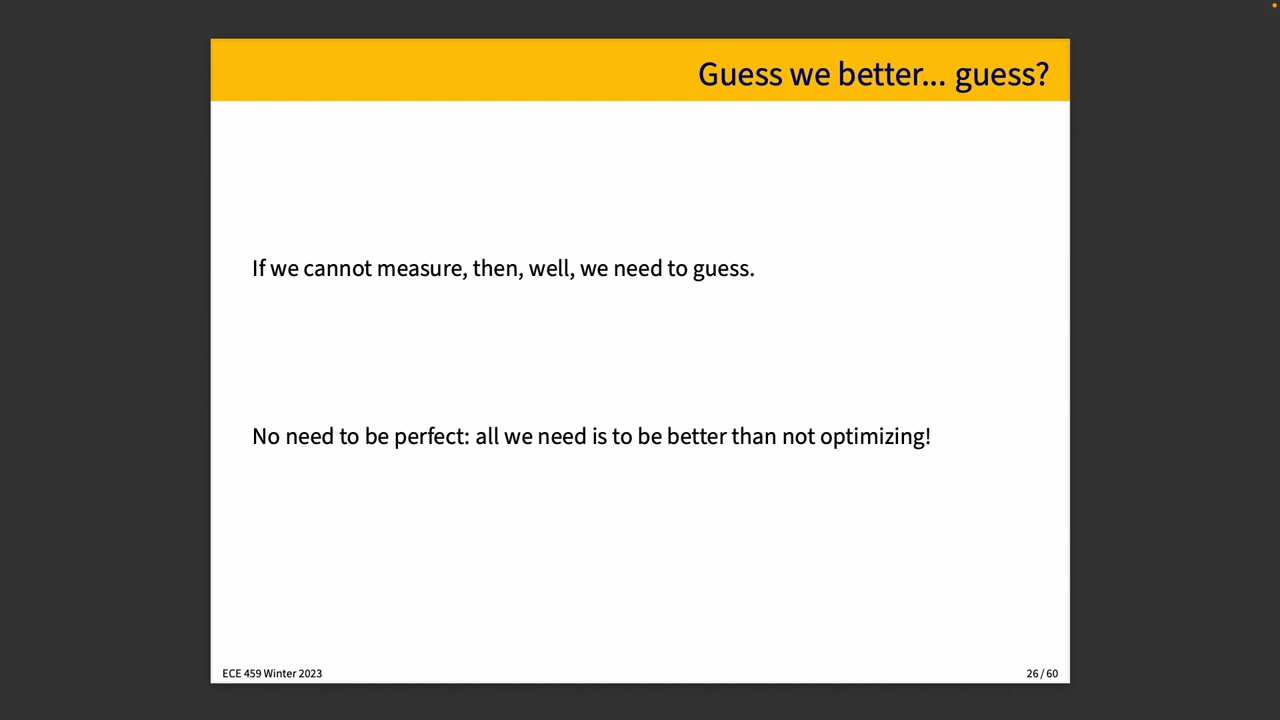 Guess we better... guess?
If we cannot measure, then, well, we need to guess.
No need to be perfect: all we need is to be better than not optimizing!
ECE 459 Winter 2023
26 / 60